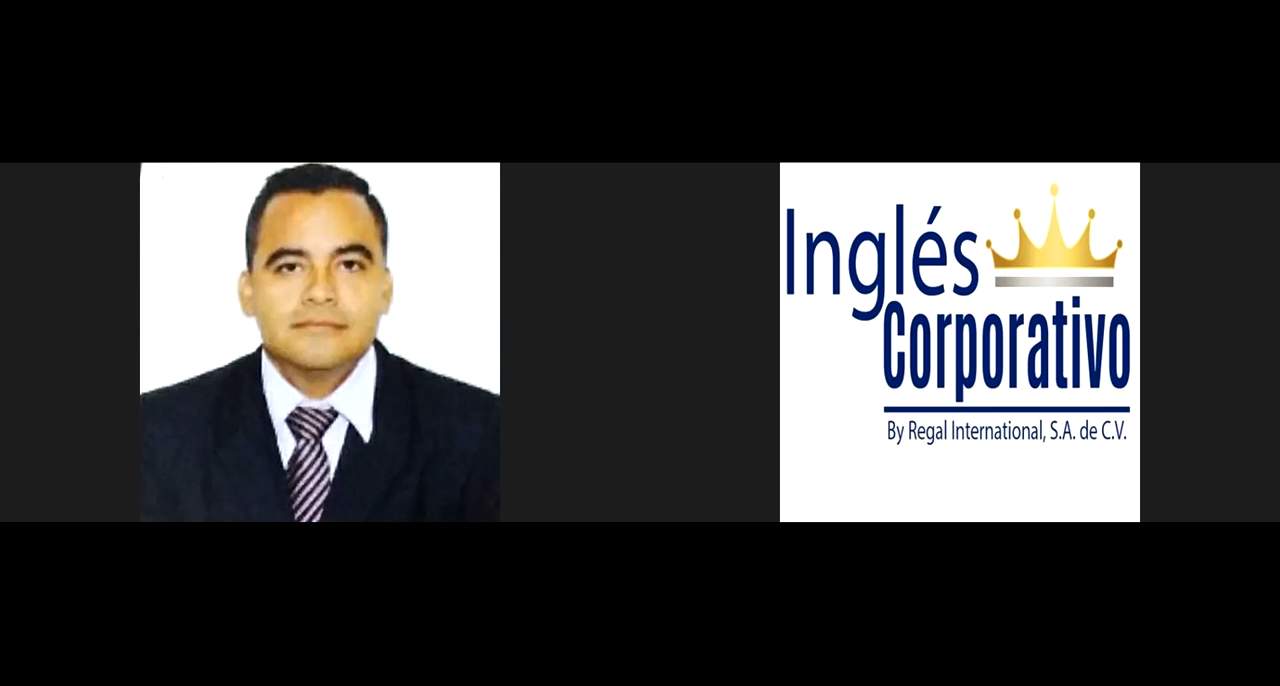 Inglés
Corporativo
By Regal International, S.A. de C.V.